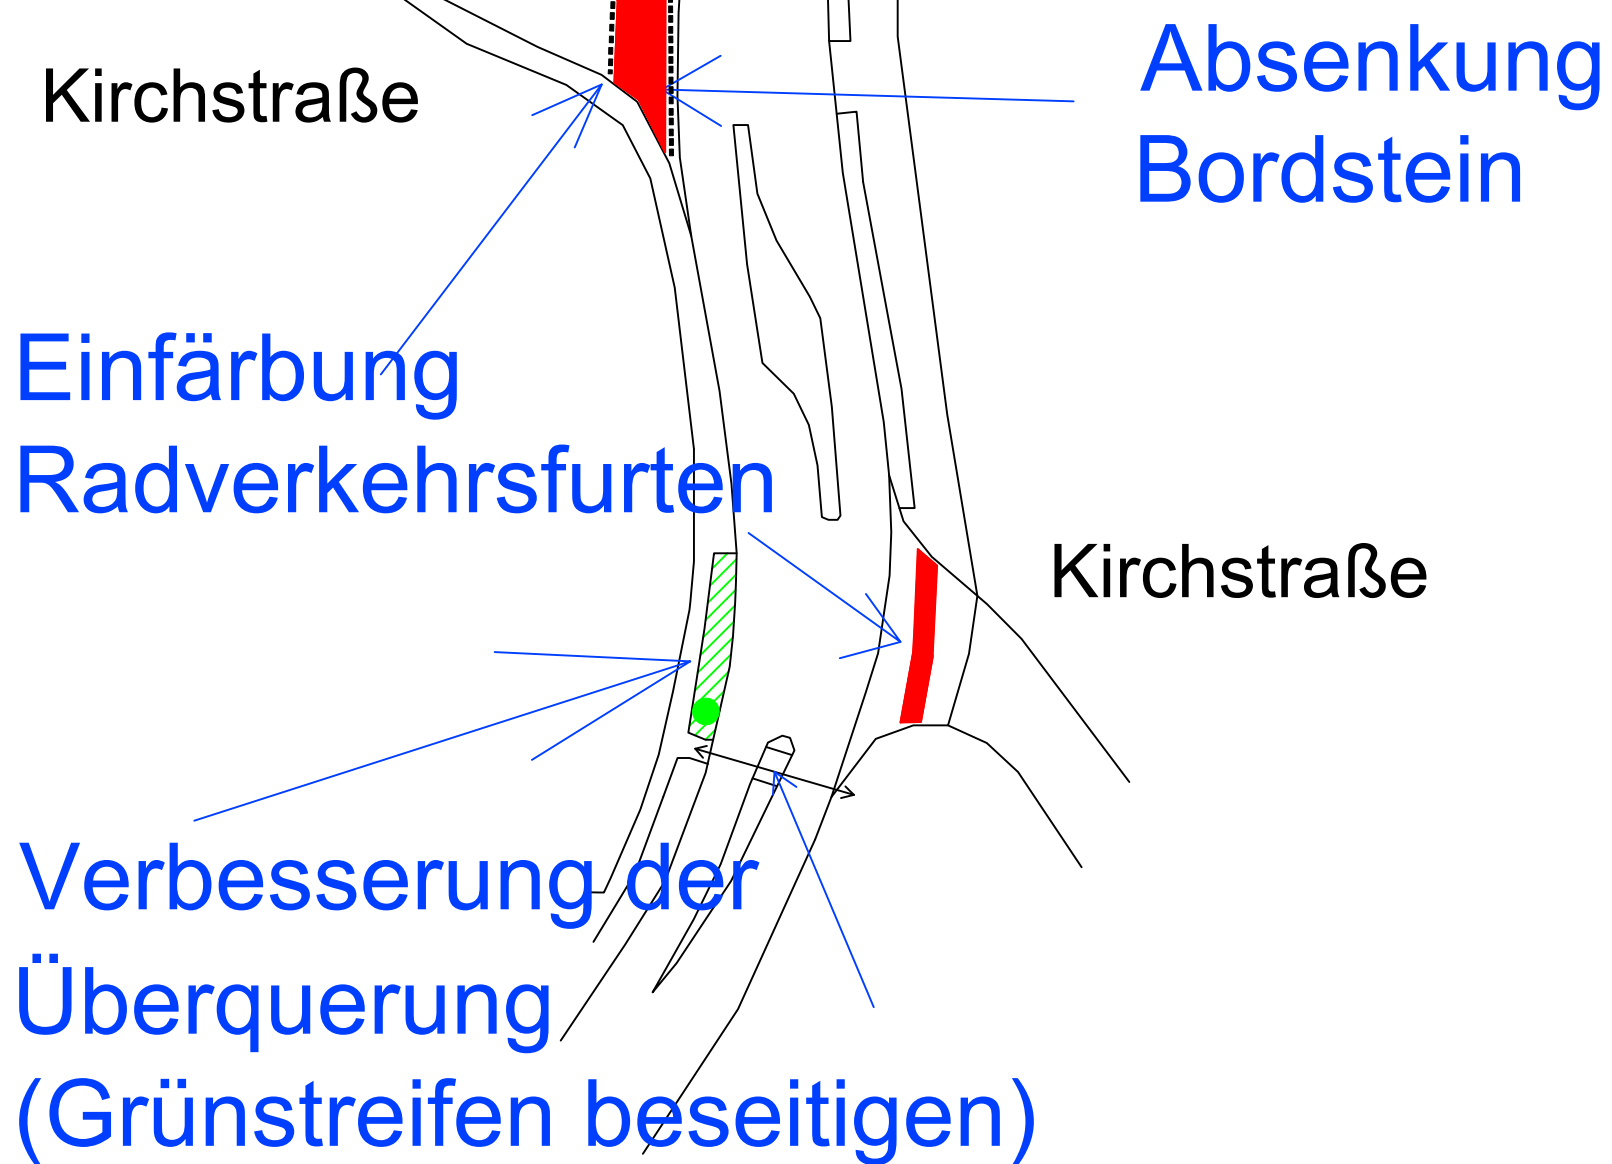 Absenkung
Bordstein
Kirchstraße
Einfärbung
Radverkehrsfurten
Kirchstraße
Verbesserung der
Überquerung
(Grünstreifen beseitigen)